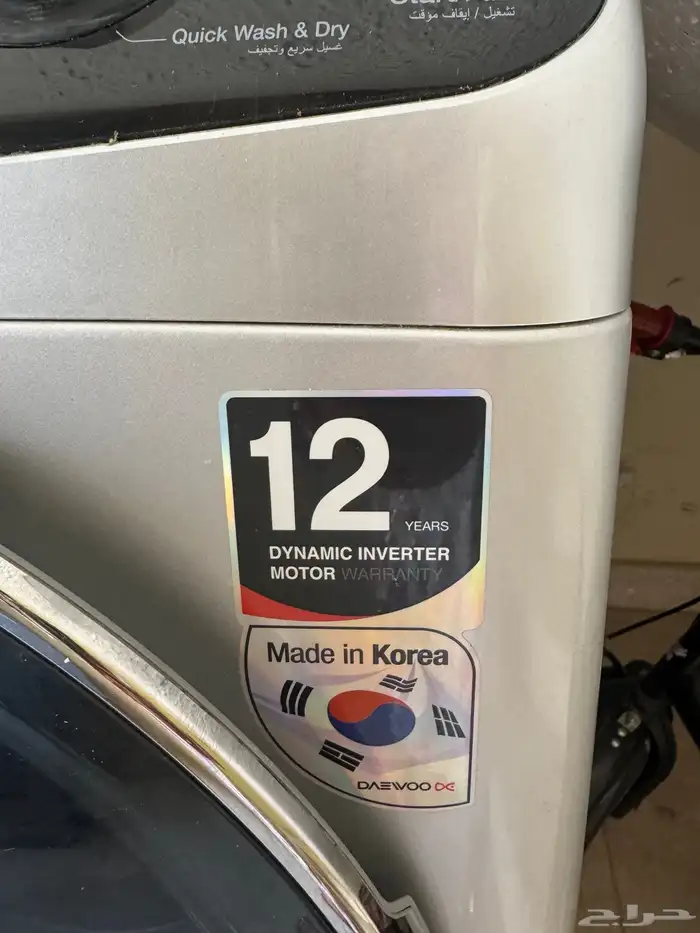 Quick Wash & Dry
غسيل سريع وتجفيف
تشغيل / إيقاف مؤقت
12
YEARS
DYNAMIC INVERTER
MOTOR WARRANTY
Made in Korea
DAEWOO
حراج